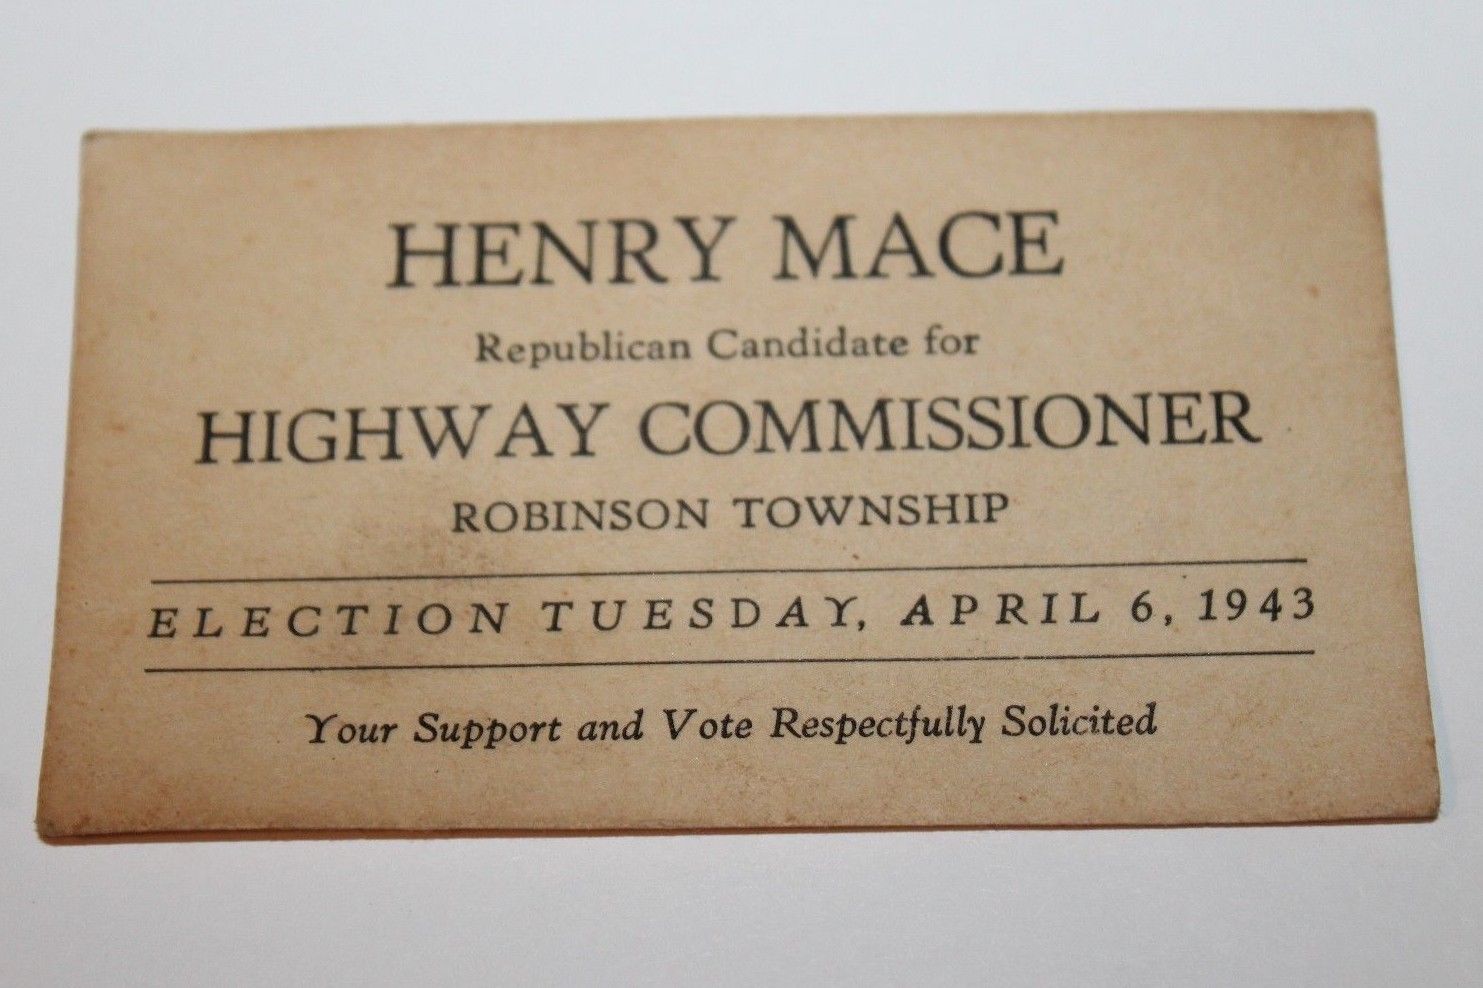 HENRY MACE
Republican Candidate for
HIGHWAY COMMISSIONER
ROBINSON TOWNSHIP
ELECTION TUESDAY, APRIL 6, 1943
Your Support and Vote Respectfully Solicited